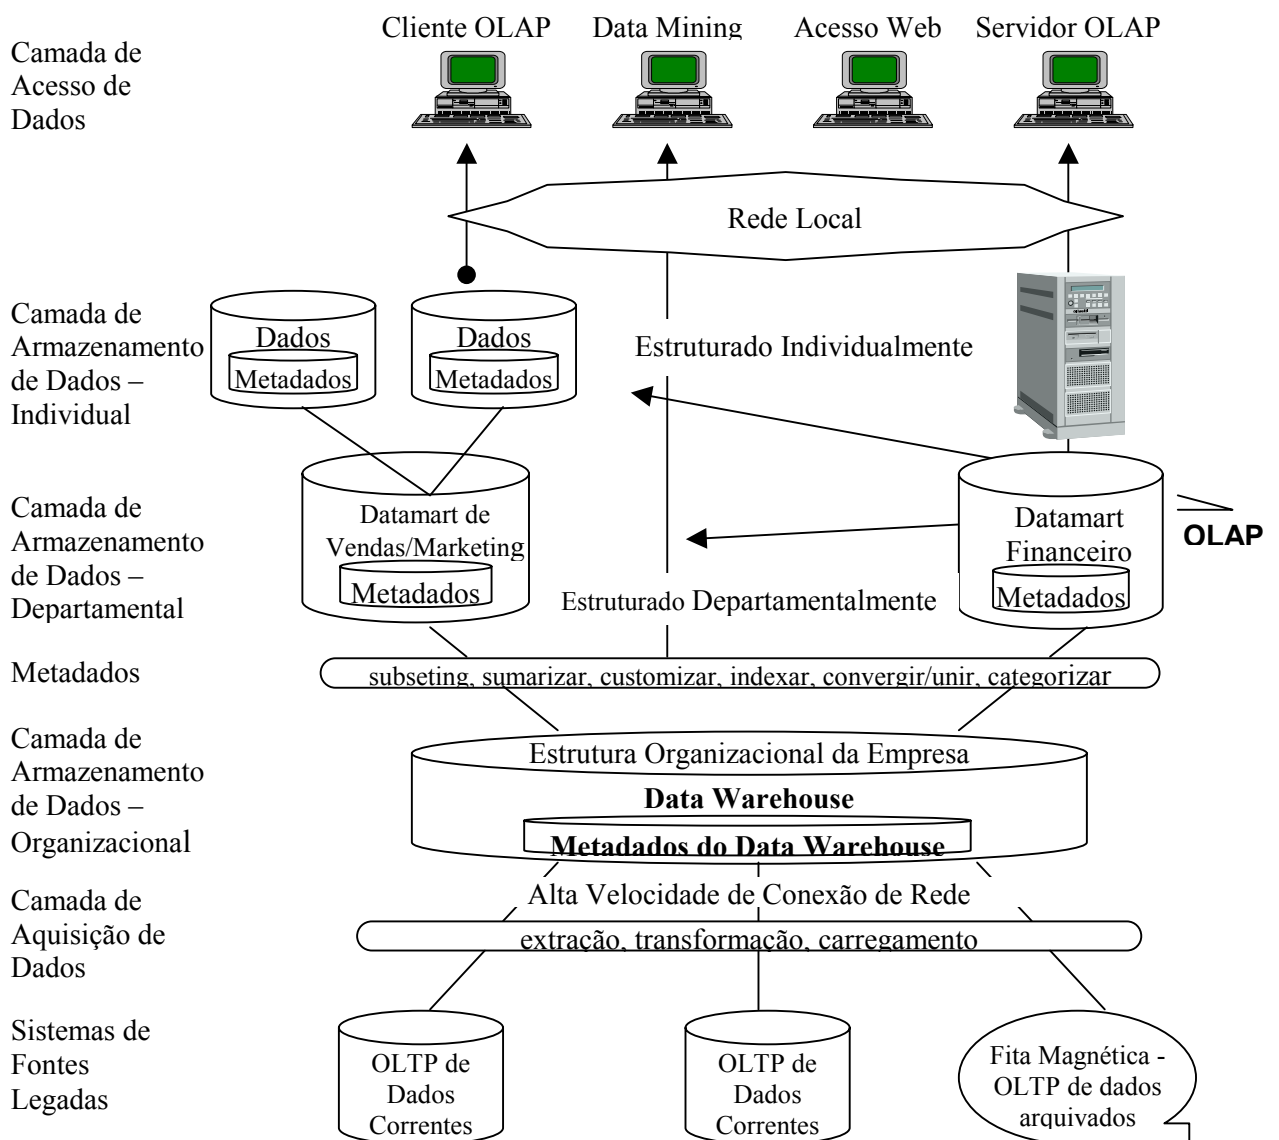 Cliente OLAP
Data Mining
Acesso Web
Servidor OLAP
Camada de
Acesso de
Dados
Rede Local
Camada de
Armazenamento
de Dados –
Individual
Dados
Metadados
Dados
Metadados
Estruturado Individualmente
Camada de
Armazenamento
de Dados –
Departamental
Datamart de
Vendas/Marketing
Metadados
Estruturado Departamentalmente
Datamart
Financeiro
Metadados
OLAP
Metadados
subseting, sumarizar, customizar, indexar, convergir/unir, categorizar
Camada de
Armazenamento
de Dados –
Organizacional
Estrutura Organizacional da Empresa
Data Warehouse
Metadados do Data Warehouse
Camada de
Aquisição de
Dados
Alta Velocidade de Conexão de Rede
extração, transformação, carregamento
Sistemas de
Fontes
Legadas
OLTP de
Dados
Correntes
OLTP de
Dados
Correntes
Fita Magnética -
OLTP de dados
arquivados